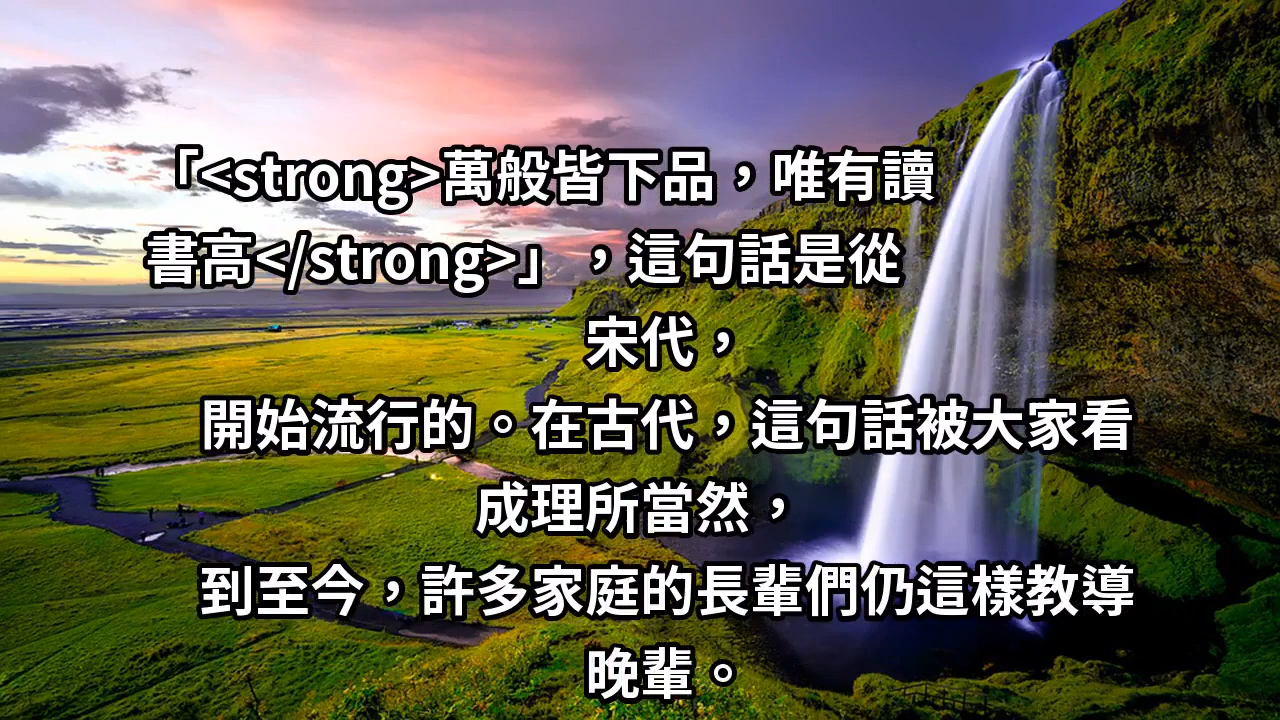 「<strong>萬般皆下品，唯有讀
書高</strong>」，這句話是從
宋代，
開始流行的。在古代，這句話被大家看
成理所當然，
到至今，許多家庭的長輩們仍這樣教導
晚輩。